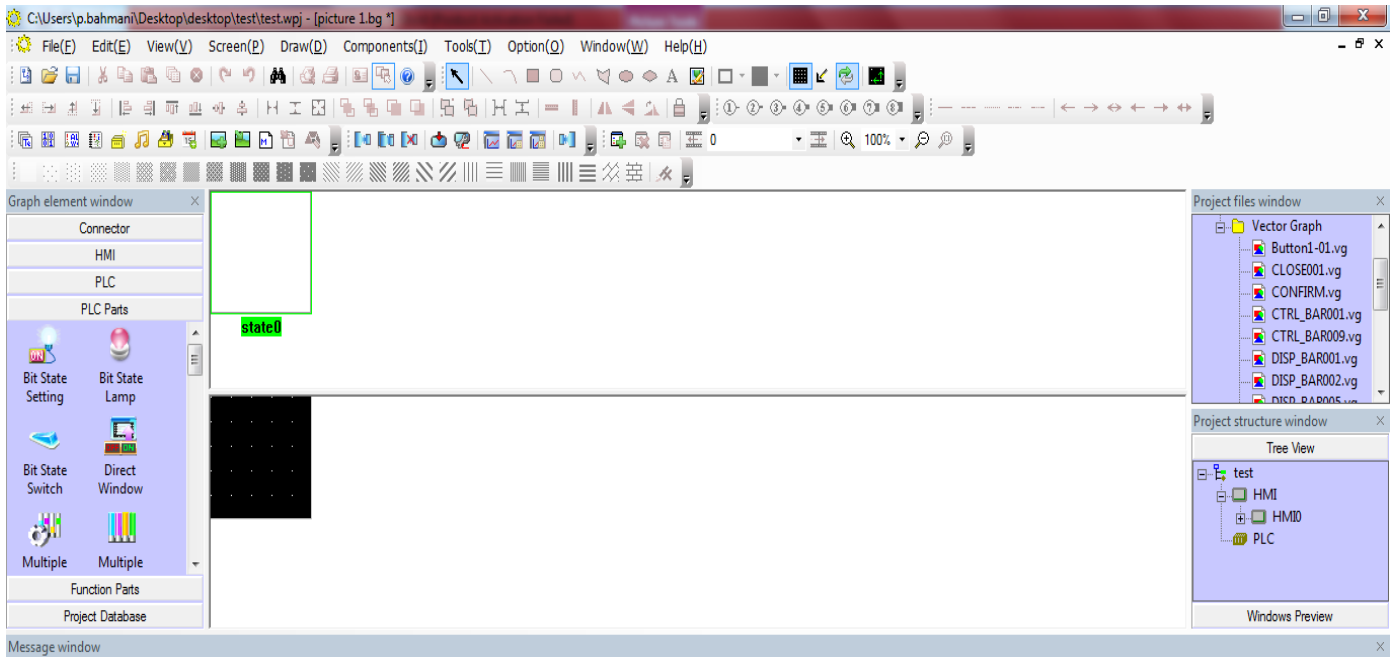 C:\Users\p.bahmani\Desktop\desktop\test\test.wpj - [picture 1.bg *]
File(F) Edit(E) View(V) Screen(P) Draw(D) Components(I) Tools(T) Option(O) Window(W) Help(H)
0 100%
Graph element window
Connector
HMI
PLC
PLC Parts
Bit State Setting
Bit State Lamp
Bit State Switch
Direct Window
Multiple
Multiple
Function Parts
Project Database
state0
Project files window
Vector Graph
Button1-01.vg
CLOSE001.vg
CONFIRM.vg
CTRL_BAR001.vg
CTRL_BAR009.vg
DISP_BAR001.vg
DISP_BAR002.vg
DISP_BAR005.vg
Project structure window
Tree View
test
HMI
HMI0
PLC
Windows Preview
Message window